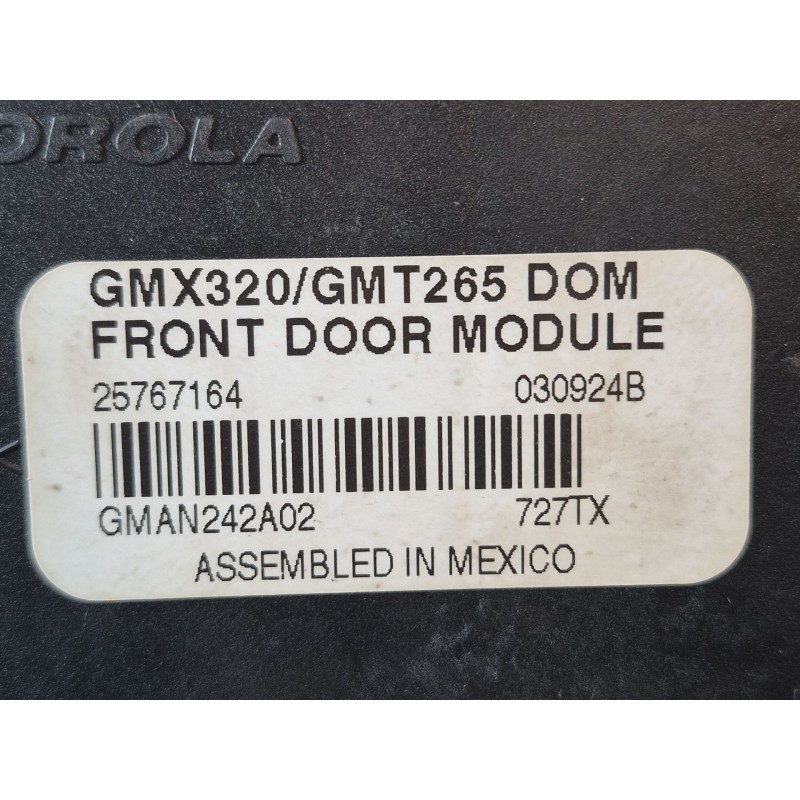 OROLA
GMX320/GMT265 DOM
FRONT DOOR MODULE
25767164 030924B
GMAN242A02 727TX
ASSEMBLED IN MEXICO